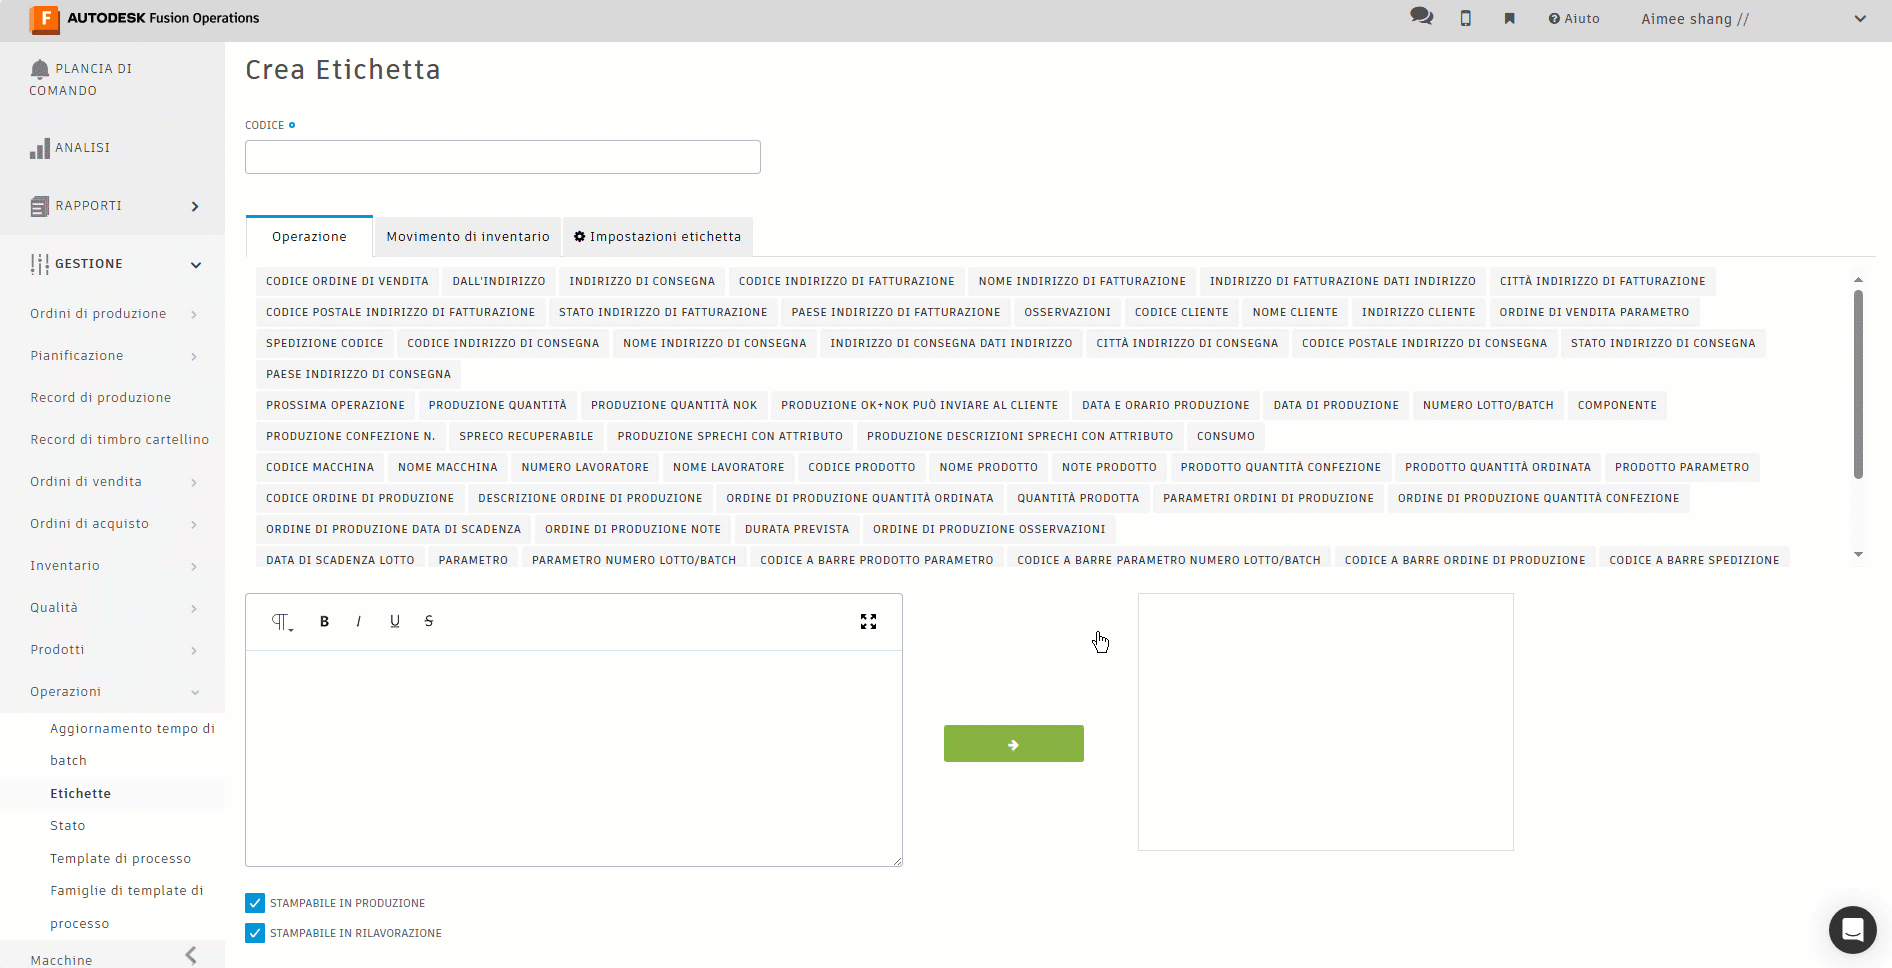 AUTODESK Fusion Operations
Aiuto
Aimee shang //
PLANCIA DI
COMANDO
ANALISI
RAPPORTI
GESTIONE
Ordini di produzione
Pianificazione
Record di produzione
Record di timbro cartellino
Ordini di vendita
Ordini di acquisto
Inventario
Qualità
Prodotti
Operazioni
Aggiornamento tempo di
batch
Etichette
Stato
Template di processo
Famiglie di template di
processo
Macchine
Crea Etichetta
CODICE
Operazione Movimento di inventario Impostazioni etichetta
CODICE ORDINE DI VENDITA DALL'INDIRIZZO INDIRIZZO DI CONSEGNA CODICE INDIRIZZO DI FATTURAZIONE NOME INDIRIZZO DI FATTURAZIONE INDIRIZZO DI FATTURAZIONE DATI INDIRIZZO CITTÀ INDIRIZZO DI FATTURAZIONE
CODICE POSTALE INDIRIZZO DI FATTURAZIONE STATO INDIRIZZO DI FATTURAZIONE PAESE INDIRIZZO DI FATTURAZIONE OSSERVAZIONI CODICE CLIENTE NOME CLIENTE INDIRIZZO CLIENTE ORDINE DI VENDITA PARAMETRO
SPEDIZIONE CODICE CODICE INDIRIZZO DI CONSEGNA NOME INDIRIZZO DI CONSEGNA INDIRIZZO DI CONSEGNA DATI INDIRIZZO CITTÀ INDIRIZZO DI CONSEGNA CODICE POSTALE INDIRIZZO DI CONSEGNA STATO INDIRIZZO DI CONSEGNA
PAESE INDIRIZZO DI CONSEGNA
PROSSIMA OPERAZIONE PRODUZIONE QUANTITÀ PRODUZIONE QUANTITÀ NOK PRODUZIONE OK+NOK PUÒ INVIARE AL CLIENTE DATA E ORARIO PRODUZIONE DATA DI PRODUZIONE NUMERO LOTTO/BATCH COMPONENTE
PRODUZIONE CONFEZIONE N. SPRECO RECUPERABILE PRODUZIONE SPRECHI CON ATTRIBUTO PRODUZIONE DESCRIZIONI SPRECHI CON ATTRIBUTO CONSUMO
CODICE MACCHINA NOME MACCHINA NUMERO LAVORATORE NOME LAVORATORE CODICE PRODOTTO NOME PRODOTTO NOTE PRODOTTO PRODOTTO QUANTITÀ CONFEZIONE PRODOTTO QUANTITÀ ORDINATA PRODOTTO PARAMETRO
CODICE ORDINE DI PRODUZIONE DESCRIZIONE ORDINE DI PRODUZIONE ORDINE DI PRODUZIONE QUANTITÀ ORDINATA QUANTITÀ PRODOTTA PARAMETRI ORDINI DI PRODUZIONE ORDINE DI PRODUZIONE QUANTITÀ CONFEZIONE
ORDINE DI PRODUZIONE DATA DI SCADENZA ORDINE DI PRODUZIONE NOTE DURATA PREVISTA ORDINE DI PRODUZIONE OSSERVAZIONI
DATA DI SCADENZA LOTTO PARAMETRO PARAMETRO NUMERO LOTTO/BATCH CODICE A BARRE PRODOTTO PARAMETRO CODICE A BARRE PARAMETRO NUMERO LOTTO/BATCH CODICE A BARRE ORDINE DI PRODUZIONE CODICE A BARRE SPEDIZIONE
B I U S
STAMPABILE IN PRODUZIONE
STAMPABILE IN RILAVORAZIONE